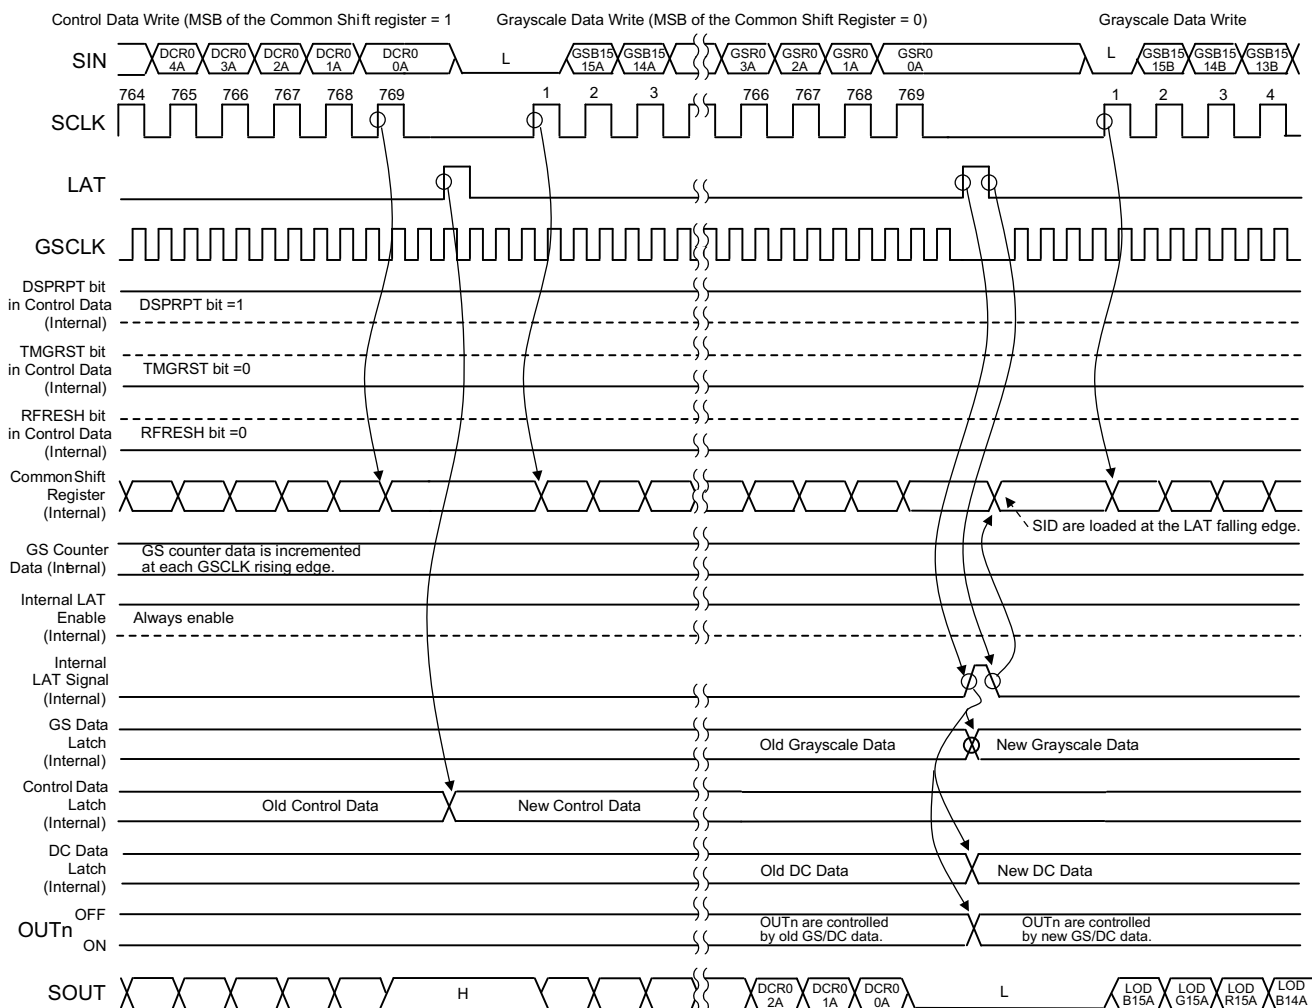 Control Data Write (MSB of the Common Shift register = 1
Grayscale Data Write (MSB of the Common Shift Register = 0)
Grayscale Data Write
SIN
DCR0 4A
DCR0 3A
DCR0 2A
DCR0 1A
DCR0 0A
L
GSB15 15A
GSB15 14A
GSR0 3A
GSR0 2A
GSR0 1A
GSR0 0A
L
GSB15 15B
GSB15 14B
GSB15 13B
SCLK
764 765 766 767 768 769 1 2 3 766 767 768 769 1 2 3 4
LAT
GSCLK
DSPRPT bit
in Control Data
(Internal)
DSPRPT bit =1
TMGRST bit
in Control Data
(Internal)
TMGRST bit =0
RFRESH bit
in Control Data
(Internal)
RFRESH bit =0
Common Shift
Register
(Internal)
SID are loaded at the LAT falling edge.
GS Counter
Data (Internal)
GS counter data is incremented
at each GSCLK rising edge.
Internal LAT
Enable
(Internal)
Always enable
Internal
LAT Signal
(Internal)
GS Data
Latch
(Internal)
Old Grayscale Data
New Grayscale Data
Control Data
Latch
(Internal)
Old Control Data
New Control Data
DC Data
Latch
(Internal)
Old DC Data
New DC Data
OUTn
OFF
ON
OUTn are controlled
by old GS/DC data.
OUTn are controlled
by new GS/DC data.
SOUT
H
DCR0 2A
DCR0 1A
DCR0 0A
L
LOD B15A
LOD G15A
LOD R15A
LOD B14A